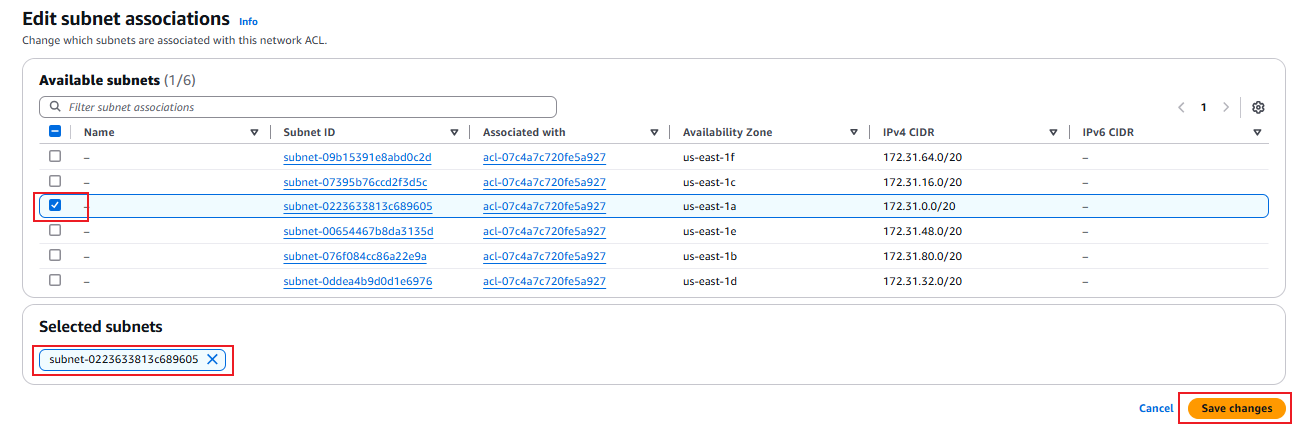 Edit subnet associations Info
Change which subnets are associated with this network ACL.
Available subnets (1/6)
Filter subnet associations
1
Name Subnet ID Associated with Availability Zone IPv4 CIDR IPv6 CIDR
– subnet-09b15391e8abd0c2d acl-07c4a7c720fe5a927 us-east-1f 172.31.64.0/20 –
– subnet-07395b76ccd2f3d5c acl-07c4a7c720fe5a927 us-east-1c 172.31.16.0/20 –
– subnet-0223633813c689605 acl-07c4a7c720fe5a927 us-east-1a 172.31.0.0/20 –
– subnet-00654467b8da3135d acl-07c4a7c720fe5a927 us-east-1e 172.31.48.0/20 –
– subnet-076f084cc86a22e9a acl-07c4a7c720fe5a927 us-east-1b 172.31.80.0/20 –
– subnet-0ddea4b9d0d1e6976 acl-07c4a7c720fe5a927 us-east-1d 172.31.32.0/20 –
Selected subnets
subnet-0223633813c689605
Cancel Save changes